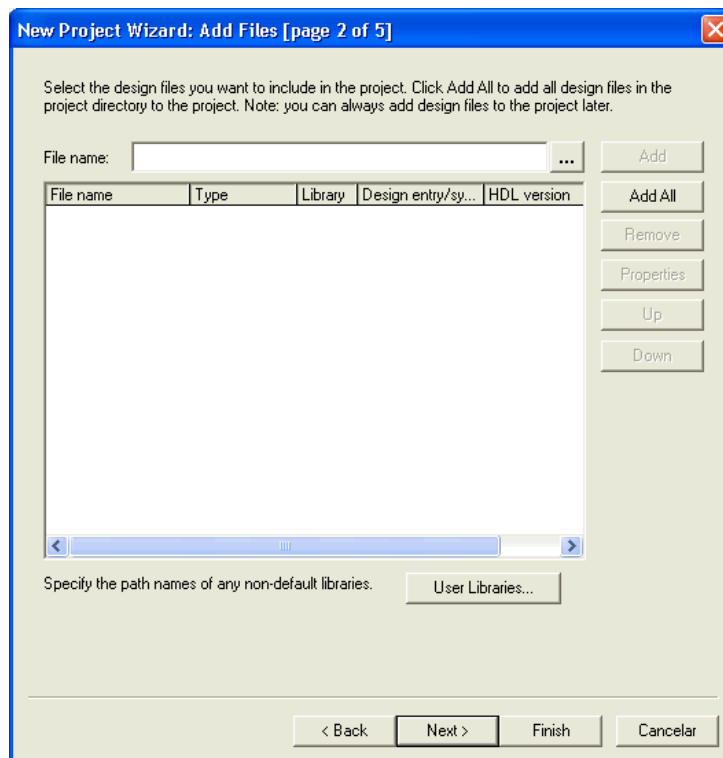 New Project Wizard: Add Files [page 2 of 5]
Select the design files you want to include in the project. Click Add All to add all design files in the
project directory to the project. Note: you can always add design files to the project later.
File name: ... Add
File name Type Library Design entry/sy... HDL version Add All
Remove
Properties
Up
Down
Specify the path names of any non-default libraries. User Libraries...
< Back Next > Finish Cancelar